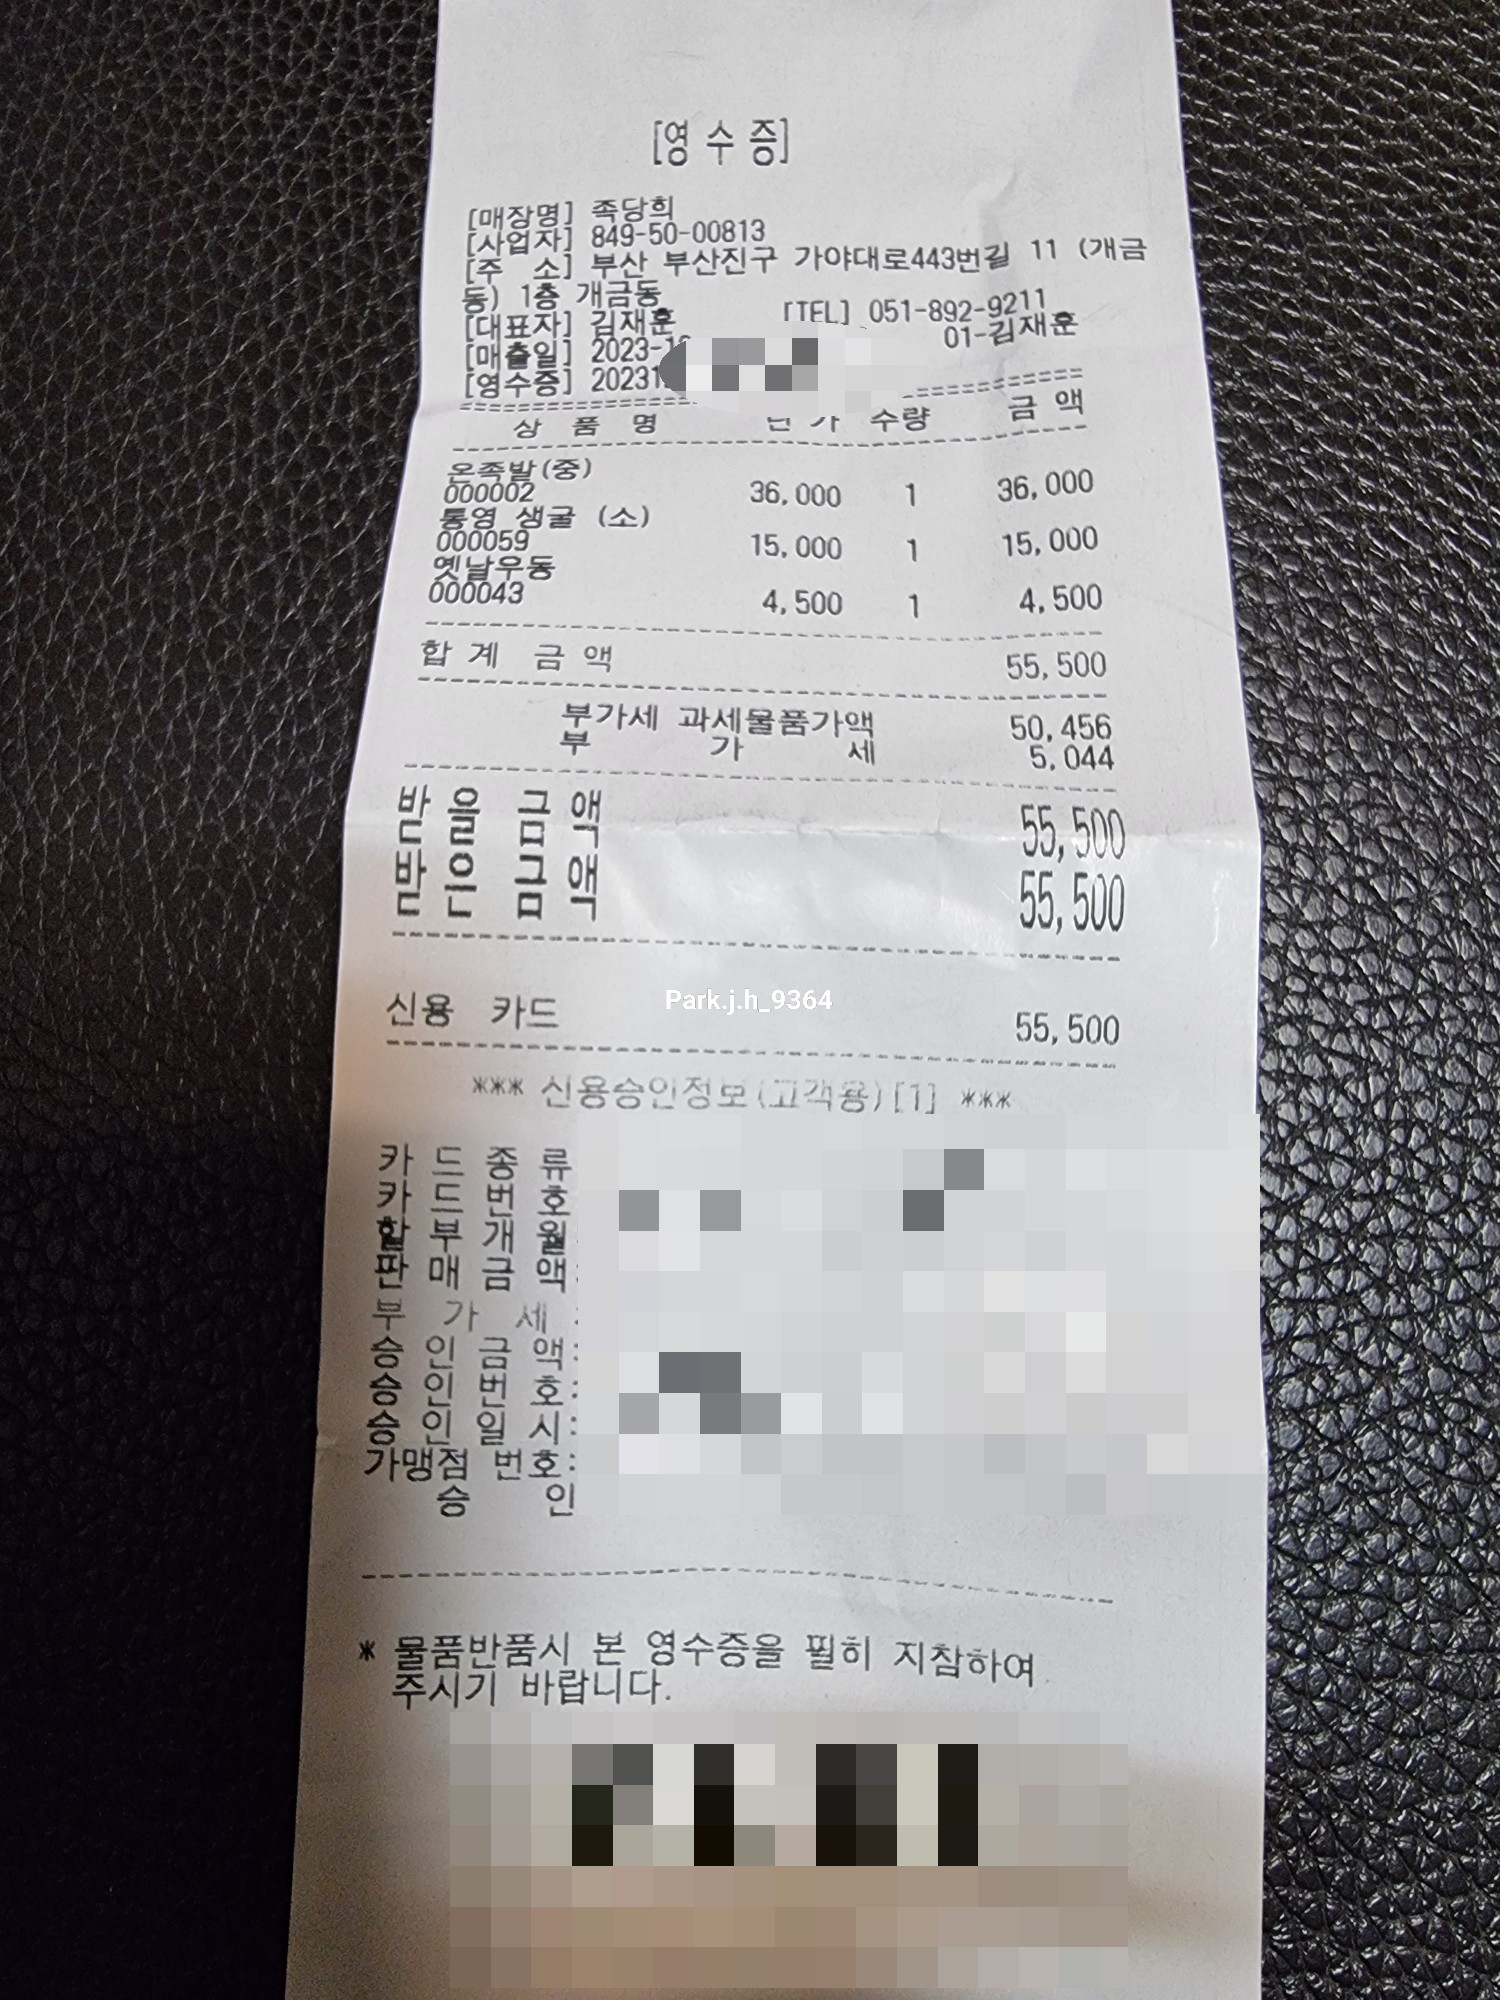 [영 수 증]
[매장명] 족당희
[사업자] 849-50-00813
[주 소] 부산 부산진구 가야대로443번길 11 (개금
동) 1층 개금동
[대표자] 김재훈 [TEL] 051-892-9211
[매출일] 2023- 01-김재훈
[영수증] 2023
상 품 명 단 가 수량 금 액
온족발(중)
000002 36,000 1 36,000
통영 생굴 (소)
000059 15,000 1 15,000
옛날우동
000043 4,500 1 4,500
합 계 금 액 55,500
부가세 과세물품가액 50,456
부 가 세 5,044
받 을 금 액 55,500
받 은 금 액 55,500
신용 카드 55,500
Park.j.h_9364
*** 신용승인정보(고객용)[1] ***
카 드 종 류
카 드 번 호
할 부 개 월
판 매 금 액:
부 가 세 :
승 인 금 액:
승 인 번 호:
승 인 일 시:
가맹점 번호:
승 인
* 물품반품시 본 영수증을 필히 지참하여
주시기 바랍니다.